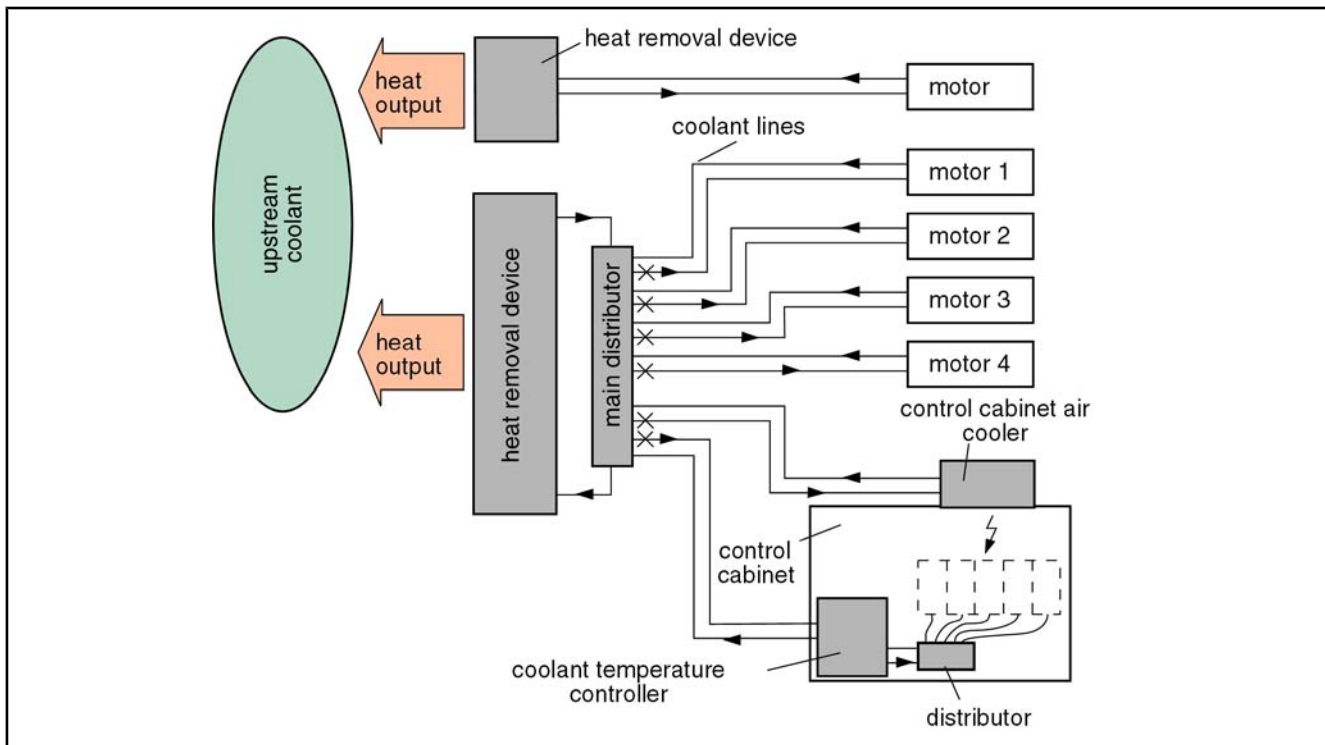 heat removal device
heat
output
motor
coolant lines
motor 1
upstream
coolant
heat removal device
main distributor
motor 2
motor 3
heat
output
motor 4
control cabinet air
cooler
control
cabinet
coolant temperature
controller
distributor